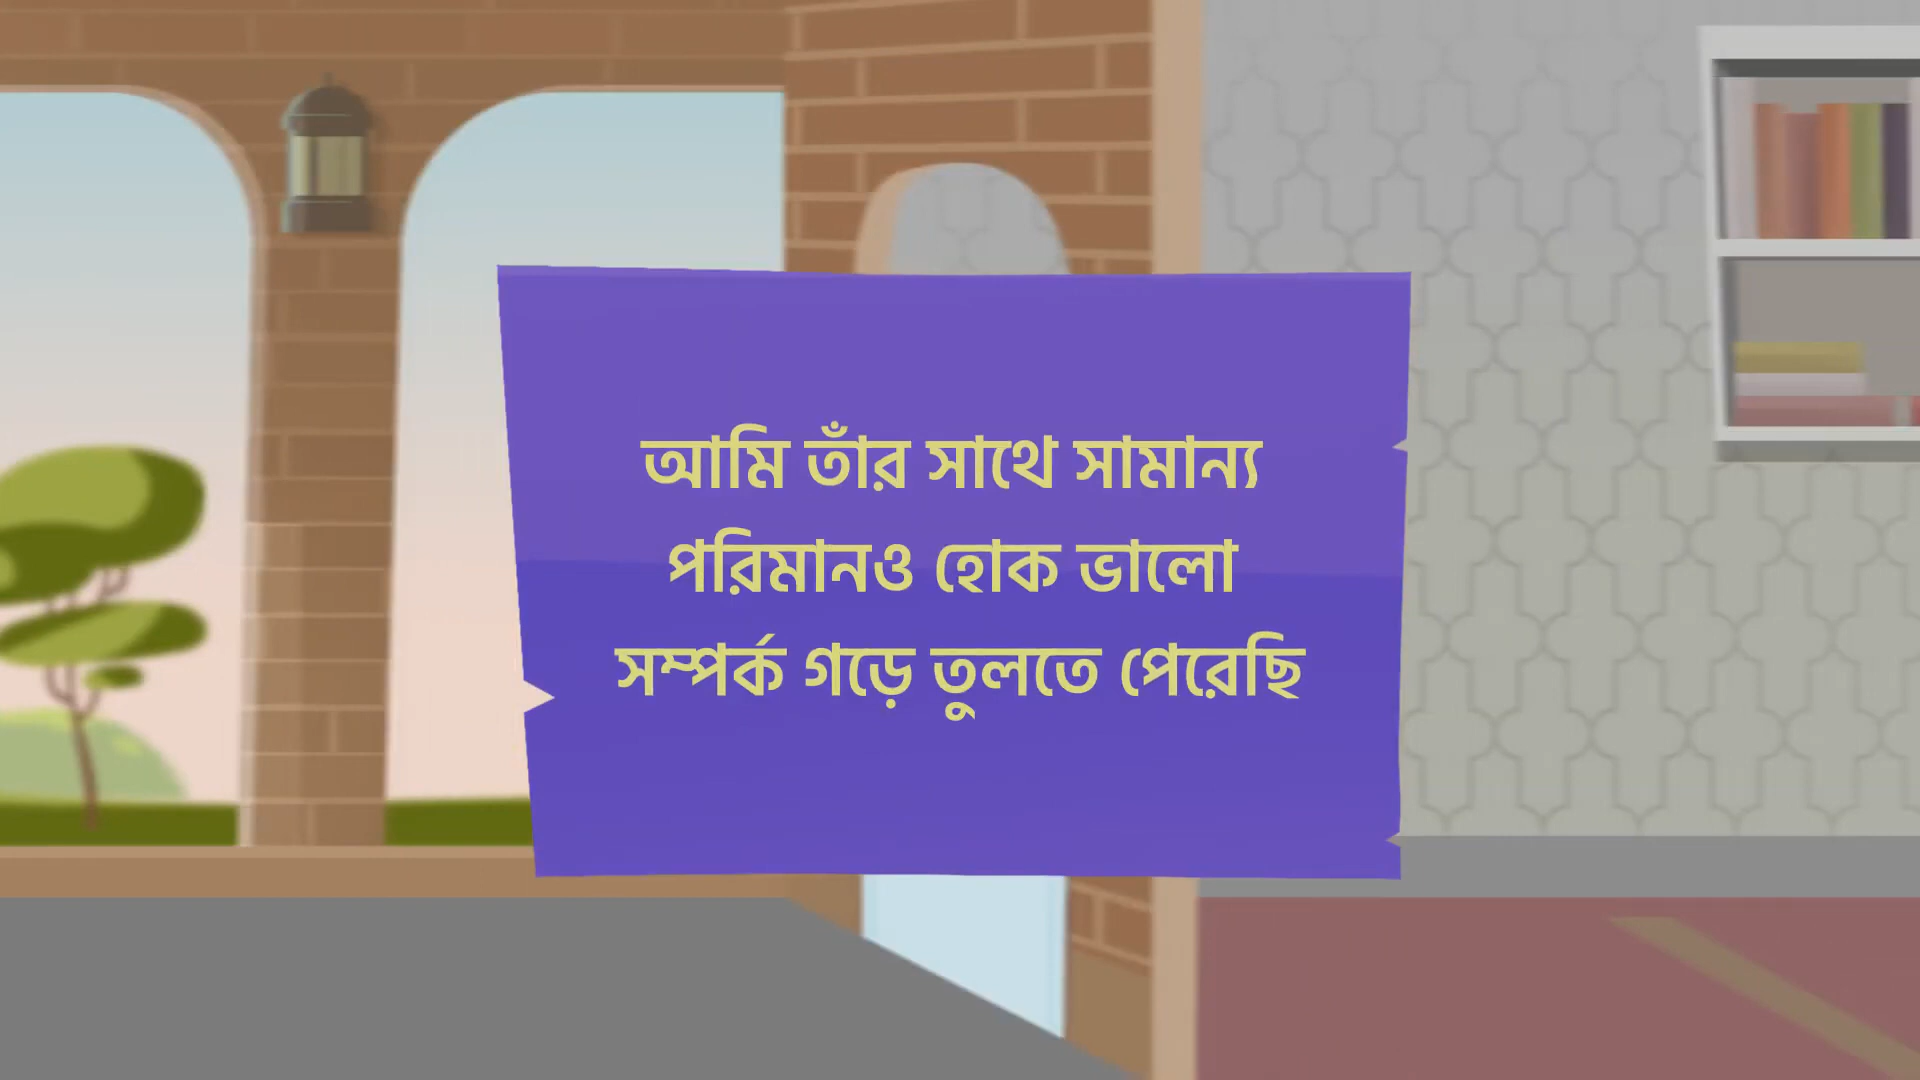 আমি তাঁর সাথে সামান্য
পরিমানও হোক ভালো
সম্পর্ক গড়ে তুলতে পেরেছি